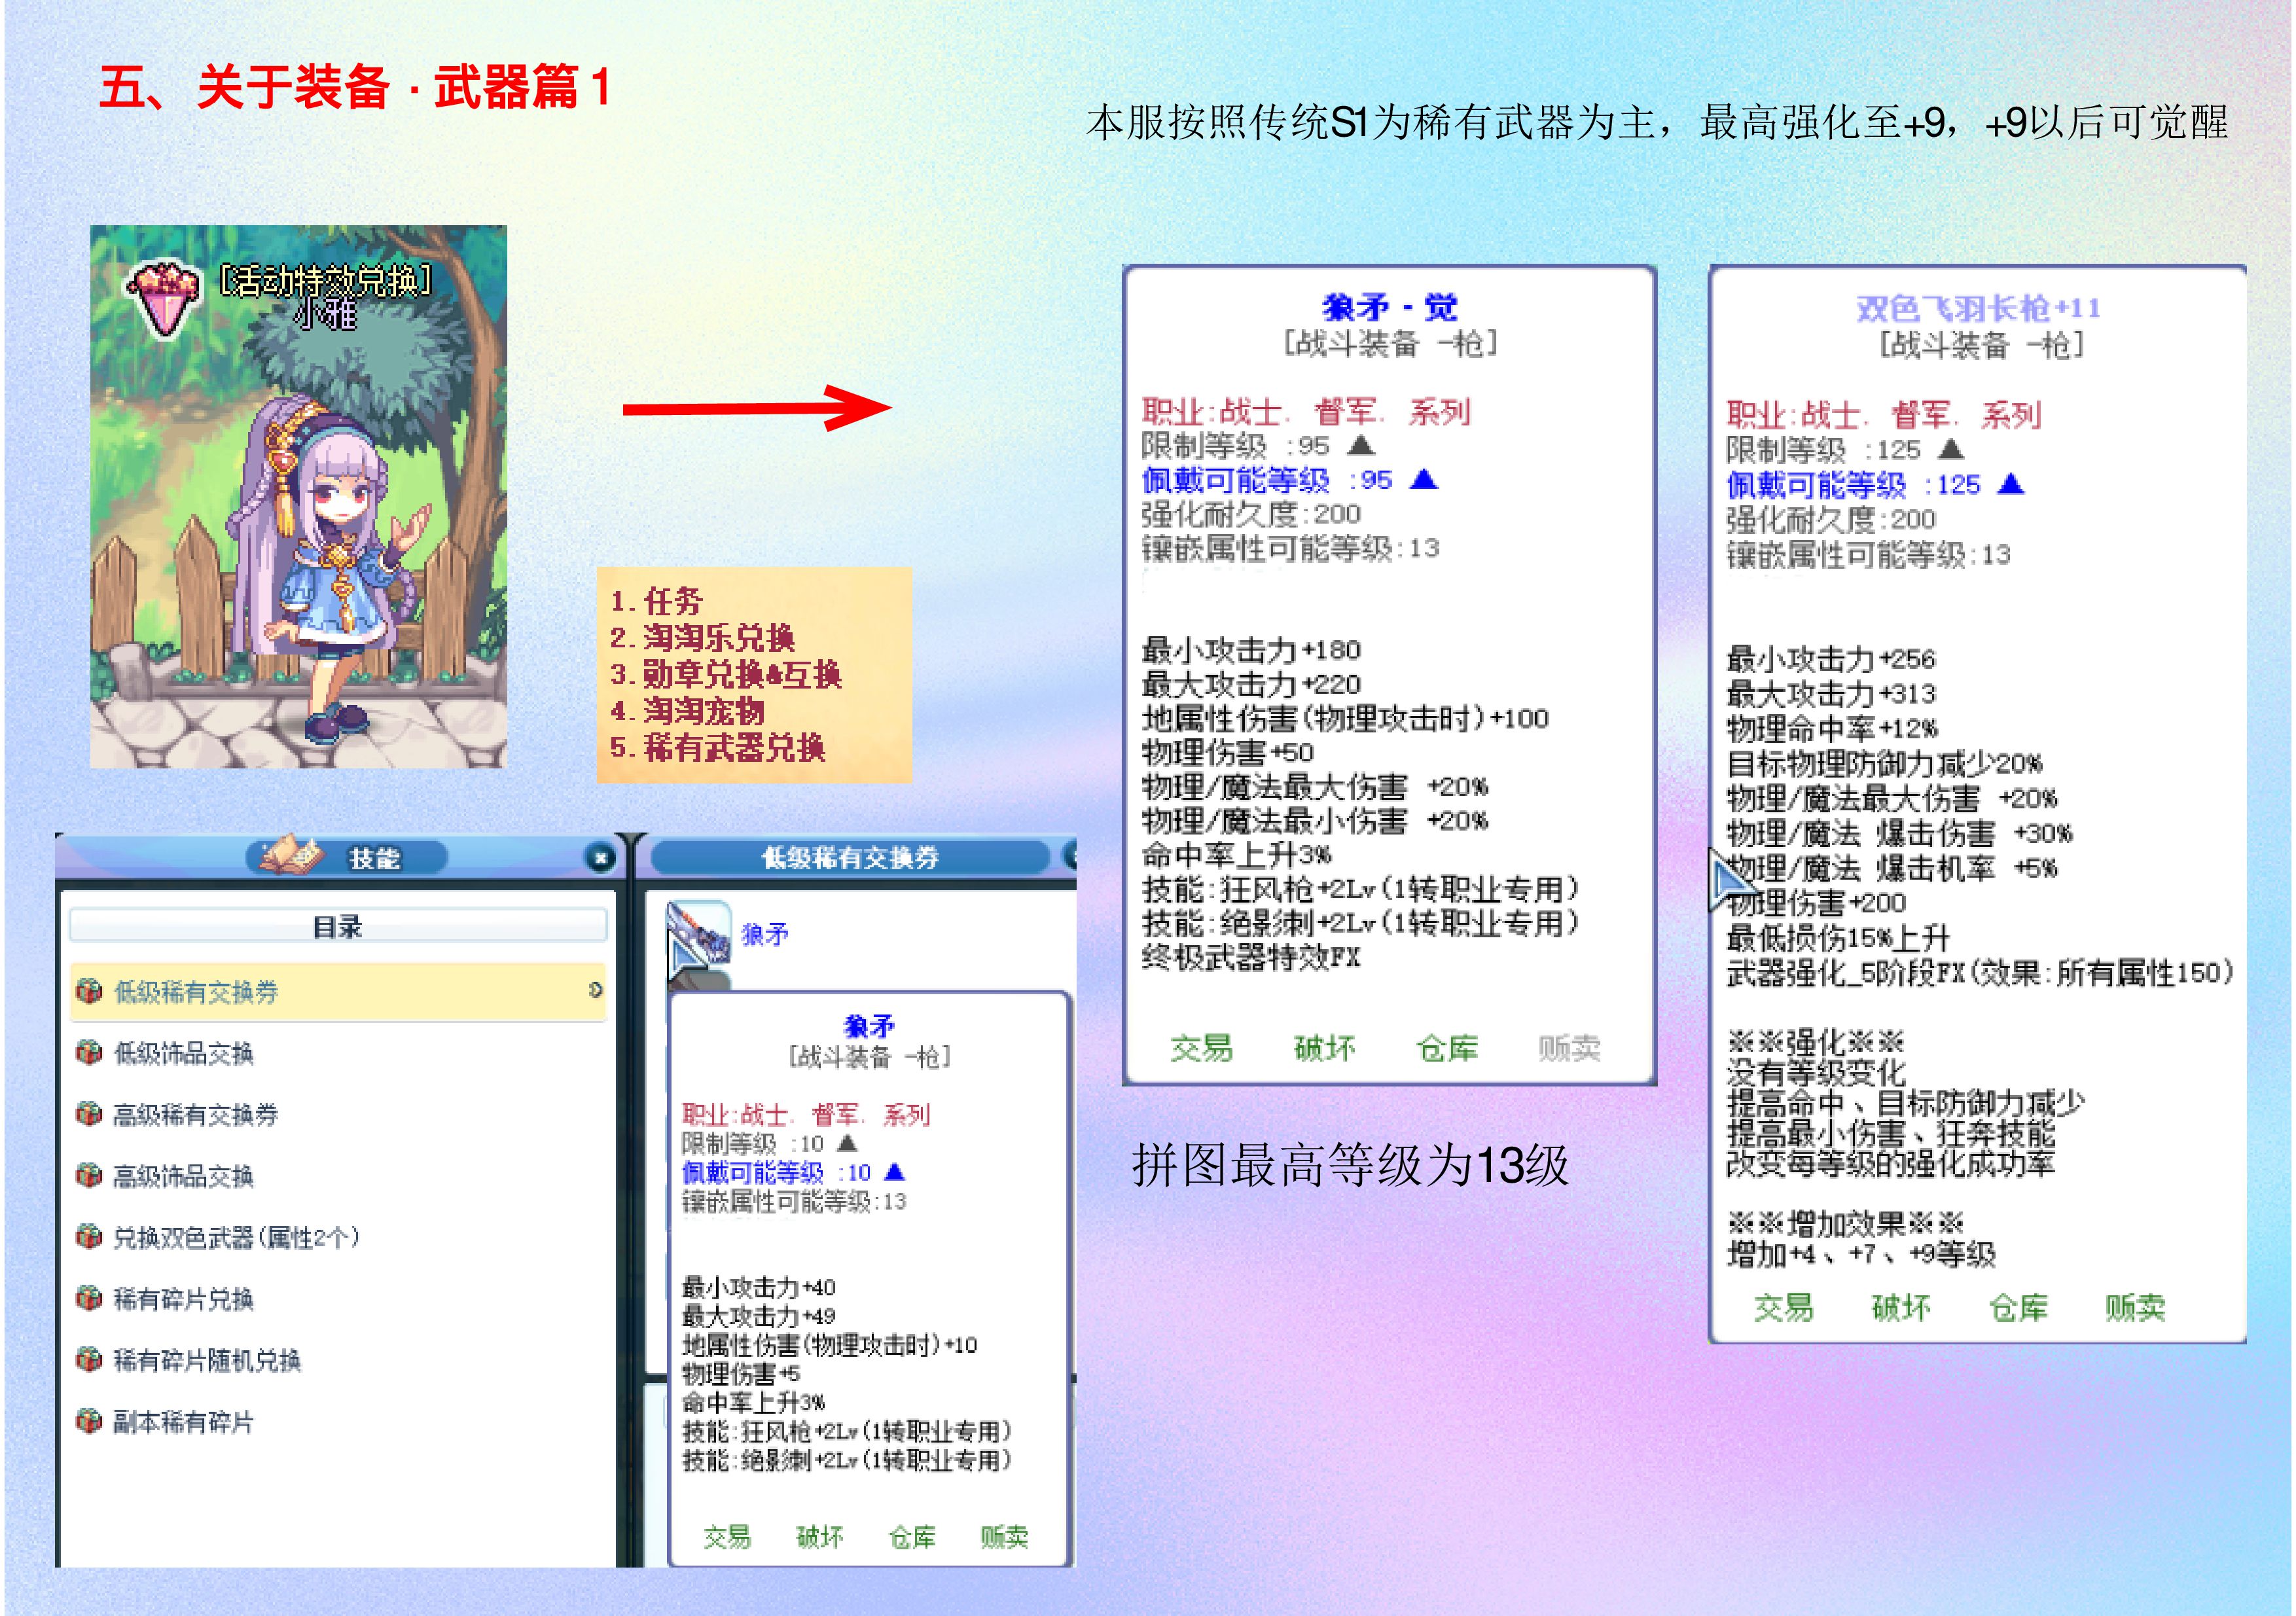 五、关于装备 · 武器篇 1
本服按照传统S1为稀有武器为主，最高强化至+9，+9以后可觉醒
[活动特效兑换]
小雅
1.任务
2.淘淘乐兑换
3.勋章兑换&互换
4.淘淘宠物
5.稀有武器兑换
技能
目录
低级稀有交换券
低级饰品交换
高级稀有交换券
高级饰品交换
兑换双色武器(属性2个)
稀有碎片兑换
稀有碎片随机兑换
副本稀有碎片
低级稀有交换券
狼矛
狼矛
[战斗装备 -枪]
职业:战士. 督军. 系列
限制等级 :10 ▲
佩戴可能等级 :10 ▲
镶嵌属性可能等级:13
最小攻击力+40
最大攻击力+49
地属性伤害(物理攻击时)+10
物理伤害+5
命中率上升3%
技能:狂风枪+2Lv(1转职业专用)
技能:绝影刺+2Lv(1转职业专用)
交易 破坏 仓库 贩卖
狼矛 - 觉
[战斗装备 -枪]
职业:战士. 督军. 系列
限制等级 :95 ▲
佩戴可能等级 :95 ▲
强化耐久度:200
镶嵌属性可能等级:13
最小攻击力+180
最大攻击力+220
地属性伤害(物理攻击时)+100
物理伤害+50
物理/魔法最大伤害 +20%
物理/魔法最小伤害 +20%
命中率上升3%
技能:狂风枪+2Lv(1转职业专用)
技能:绝影刺+2Lv(1转职业专用)
终极武器特效FX
交易 破坏 仓库 贩卖
拼图最高等级为13级
双色飞羽长枪+11
[战斗装备 -枪]
职业:战士. 督军. 系列
限制等级 :125 ▲
佩戴可能等级 :125 ▲
强化耐久度:200
镶嵌属性可能等级:13
最小攻击力+256
最大攻击力+313
物理命中率+12%
目标物理防御力减少20%
物理/魔法最大伤害 +20%
物理/魔法 爆击伤害 +30%
物理/魔法 爆击机率 +5%
物理伤害+200
最低损伤15%上升
武器强化_5阶段FX(效果:所有属性150)
※※强化※※
没有等级变化
提高命中、目标防御力减少
提高最小伤害、狂奔技能
改变每等级的强化成功率
※※增加效果※※
增加+4、+7、+9等级
交易 破坏 仓库 贩卖